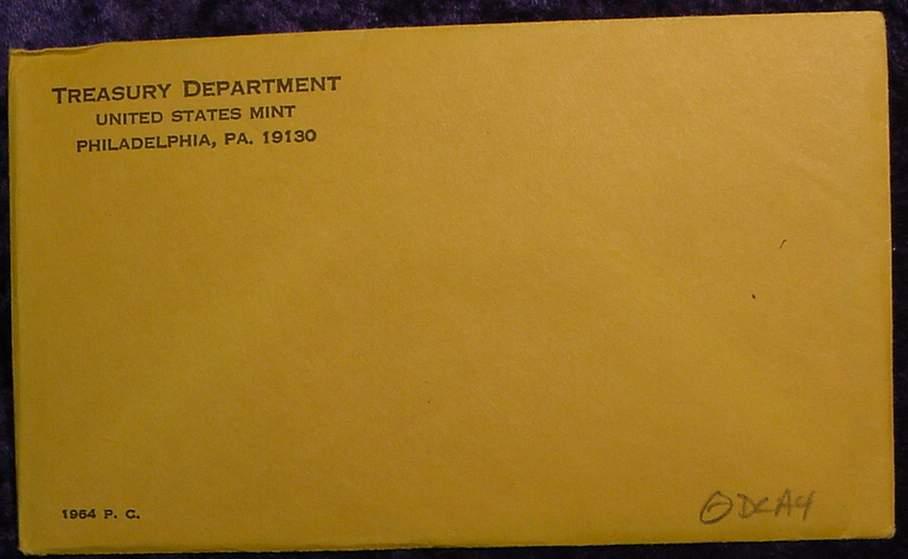 TREASURY DEPARTMENT
UNITED STATES MINT
PHILADELPHIA, PA. 19130
1964 P. C.